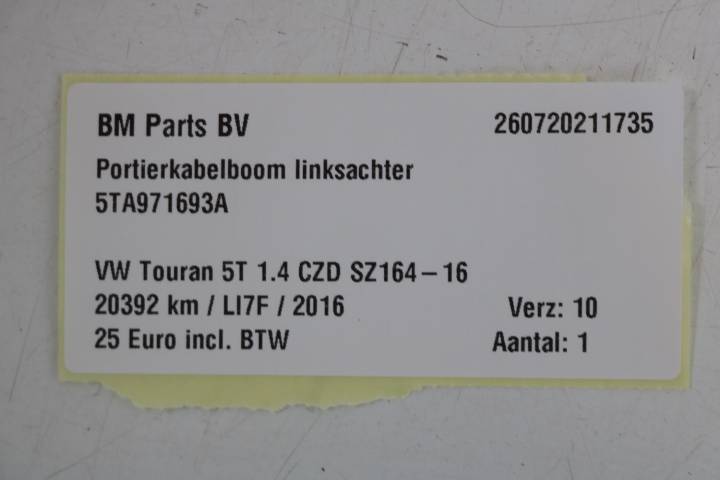 BM Parts BV 260720211735
Portierkabelboom linksachter
5TA971693A
VW Touran 5T 1.4 CZD SZ164-16
20392 km / LI7F / 2016 Verz: 10
25 Euro incl. BTW Aantal: 1